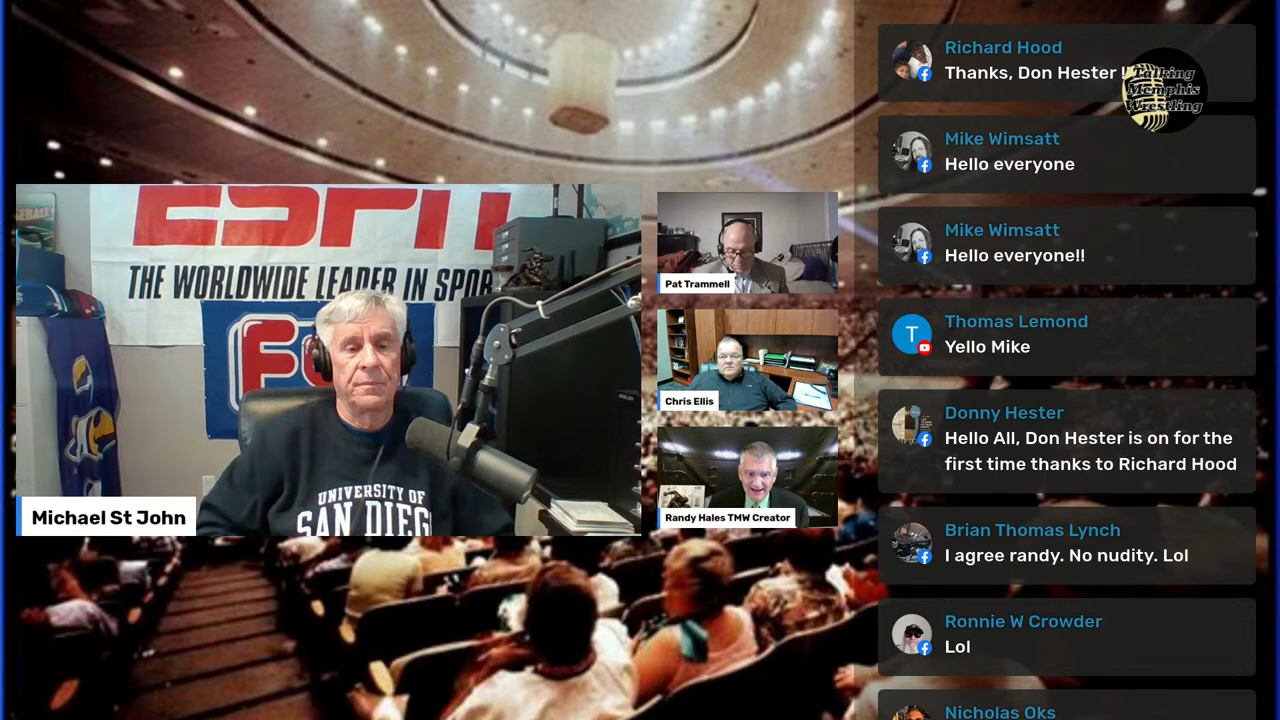 ESPN
THE WORLDWIDE LEADER IN SPOR
UNIVERSITY OF
SAN DIEG
Michael St John
Pat Trammell
Chris Ellis
Randy Hales TMW Creator
Richard Hood
Thanks, Don Hester !
Talking
Memphis
Wrestling
Mike Wimsatt
Hello everyone
Mike Wimsatt
Hello everyone!!
T
Thomas Lemond
Yello Mike
Donny Hester
Hello All, Don Hester is on for the
first time thanks to Richard Hood
Brian Thomas Lynch
I agree randy. No nudity. Lol
Ronnie W Crowder
Lol
Nicholas Oks